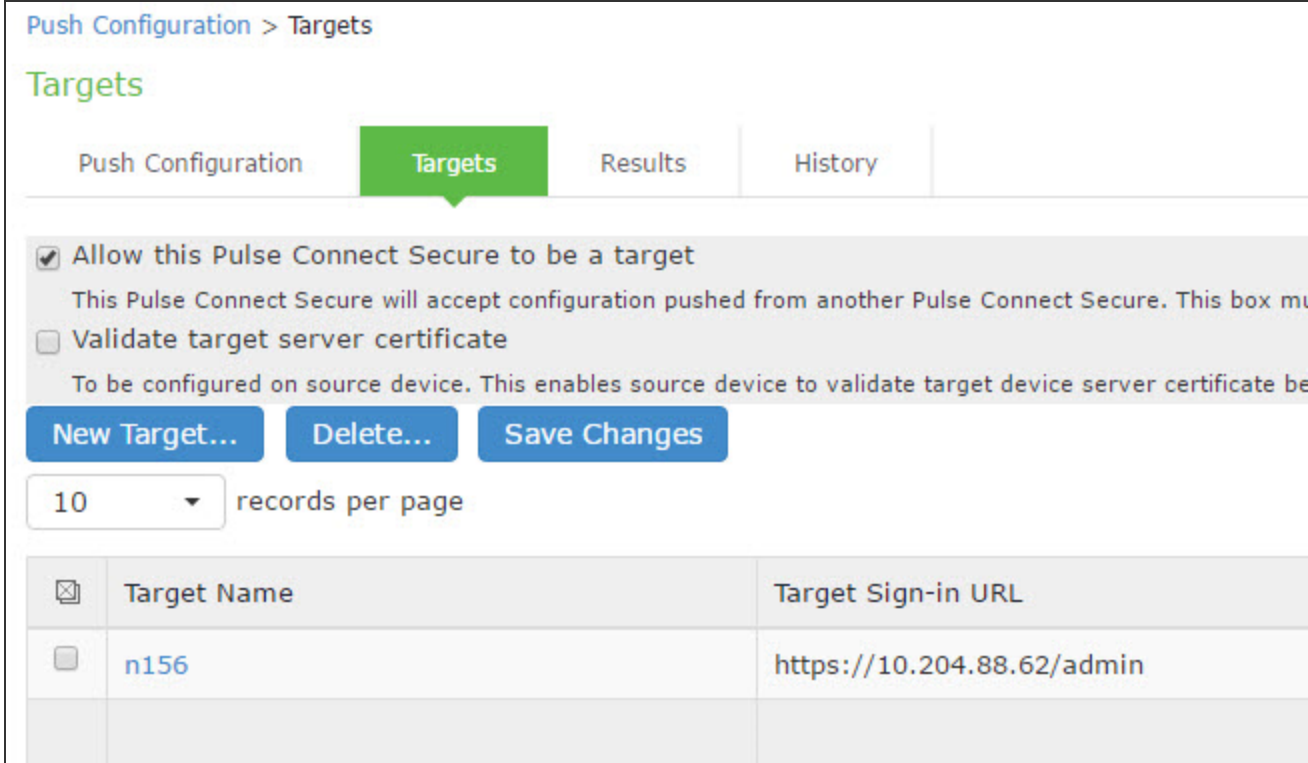 Push Configuration > Targets
Targets
Push Configuration Targets Results History
Allow this Pulse Connect Secure to be a target
This Pulse Connect Secure will accept configuration pushed from another Pulse Connect Secure. This box
Validate target server certificate
To be configured on source device. This enables source device to validate target device server certificate
New Target... Delete... Save Changes
10 records per page
Target Name Target Sign-in URL
n156 https://10.204.88.62/admin